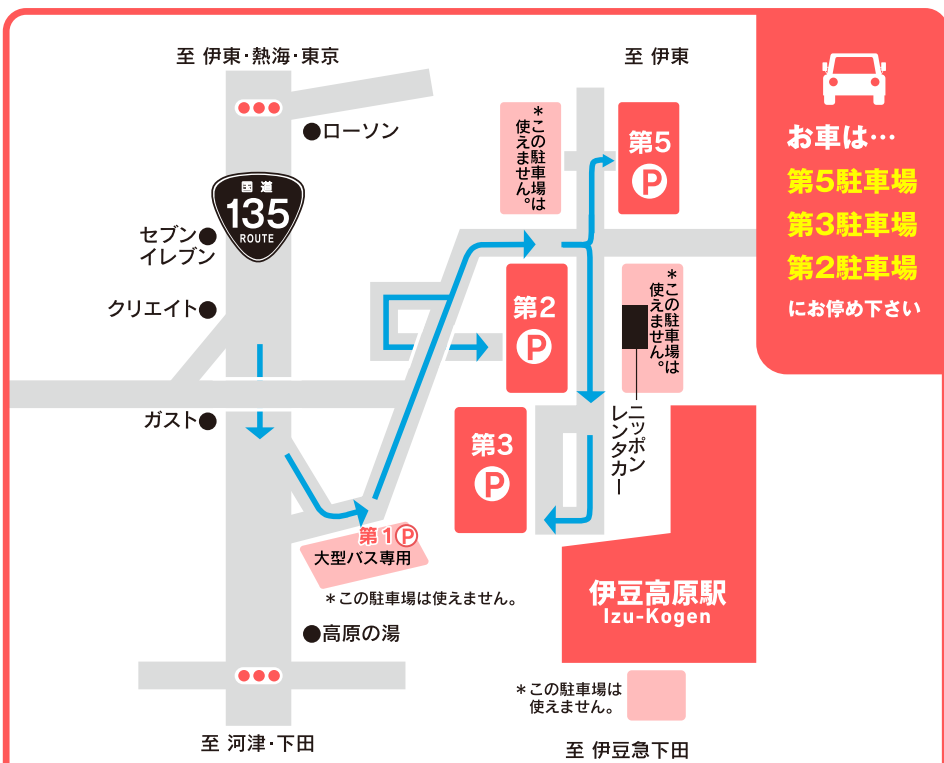 至 伊東・熱海・東京
至 伊東
●ローソン
国道
135
ROUTE
セブン●
イレブン
クリエイト●
ガスト●
＊この駐車場は
使えません。
第5
P
第2
P
＊この駐車場は
使えません。
ニッポン
レンタカー
第3
P
第1P
大型バス専用
＊この駐車場は使えません。
●高原の湯
伊豆高原駅
Izu-Kogen
＊この駐車場は
使えません。
至 河津・下田
至 伊豆急下田
お車は…
第5駐車場
第3駐車場
第2駐車場
にお停め下さい